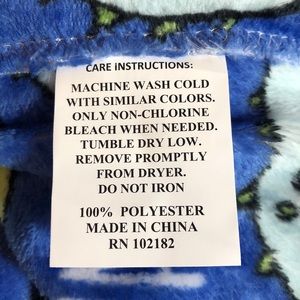 CARE INSTRUCTIONS:
MACHINE WASH COLD
WITH SIMILAR COLORS.
ONLY NON-CHLORINE
BLEACH WHEN NEEDED.
TUMBLE DRY LOW.
REMOVE PROMPTLY
FROM DRYER.
DO NOT IRON
100% POLYESTER
MADE IN CHINA
RN 102182